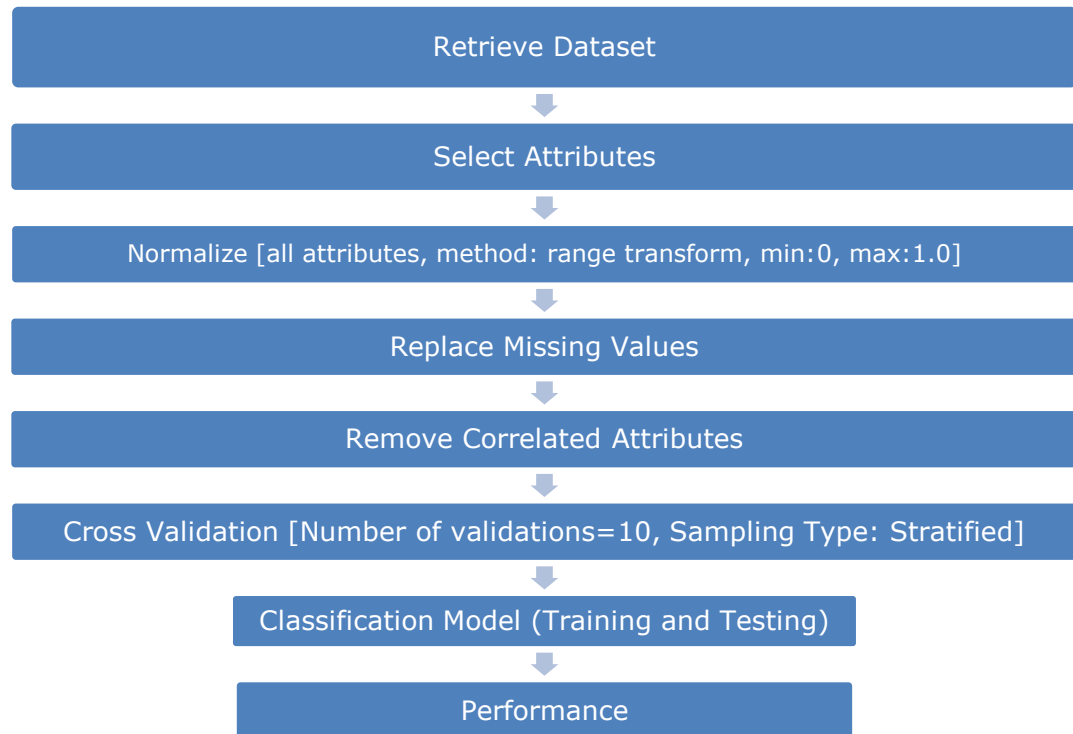 Retrieve Dataset
Select Attributes
Normalize [all attributes, method: range transform, min:0, max:1.0]
Replace Missing Values
Remove Correlated Attributes
Cross Validation [Number of validations=10, Sampling Type: Stratified]
Classification Model (Training and Testing)
Performance